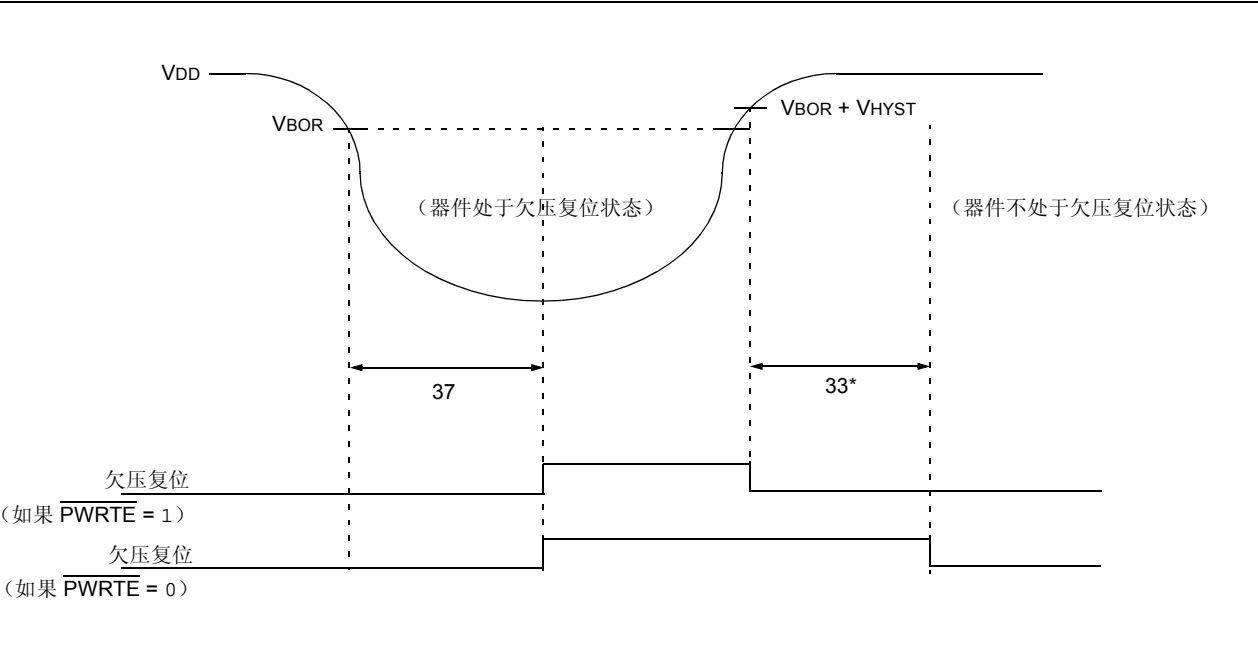 VDD
VBOR + VHYST
VBOR
（器件处于欠压复位状态）
（器件不处于欠压复位状态）
37
33*
欠压复位
（如果 PWRTE = 1）
欠压复位
（如果 PWRTE = 0）